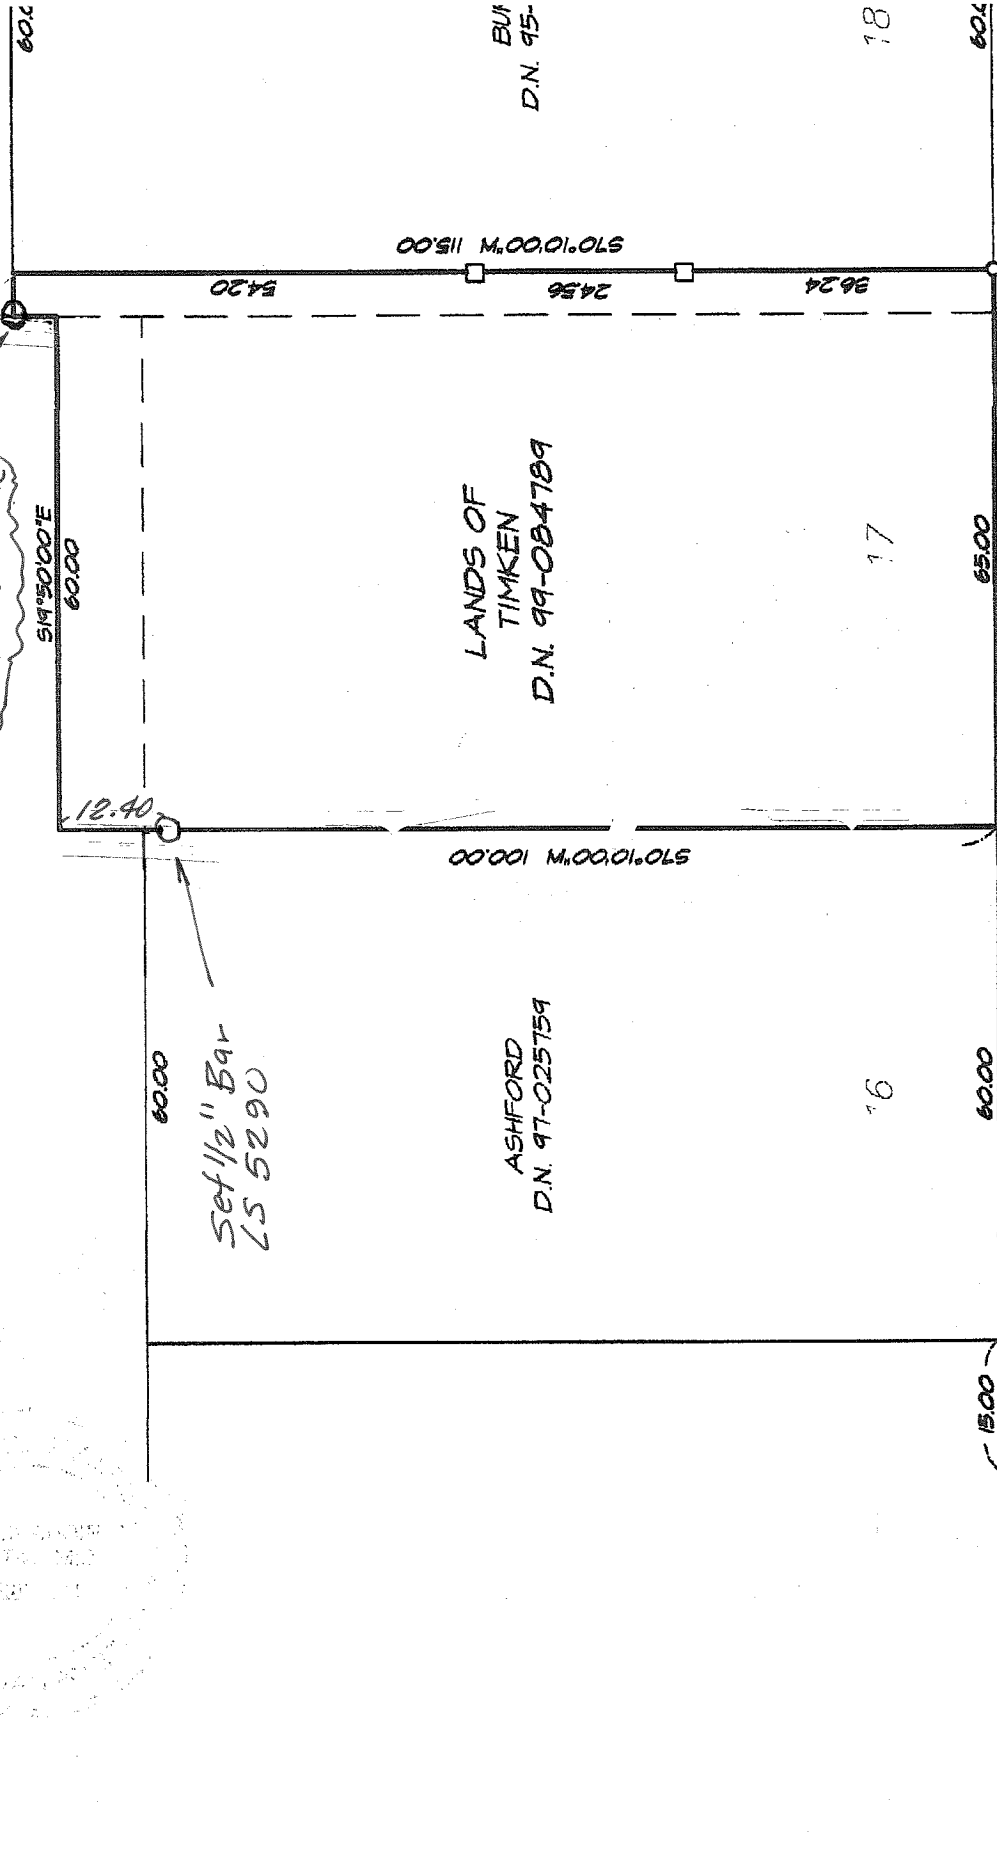 60.0
BUR
D.N. 95-
18
60.0
S70°10'00"W 115.00
54.20
24.56
36.24
S19°50'00"E
60.00
LANDS OF
TIMKEN
D.N. 99-084789
17
65.00
12.40
S70°10'00"W 100.00
60.00
Set 1/2" Bar
LS 5290
ASHFORD
D.N. 97-025759
16
60.00
15.00